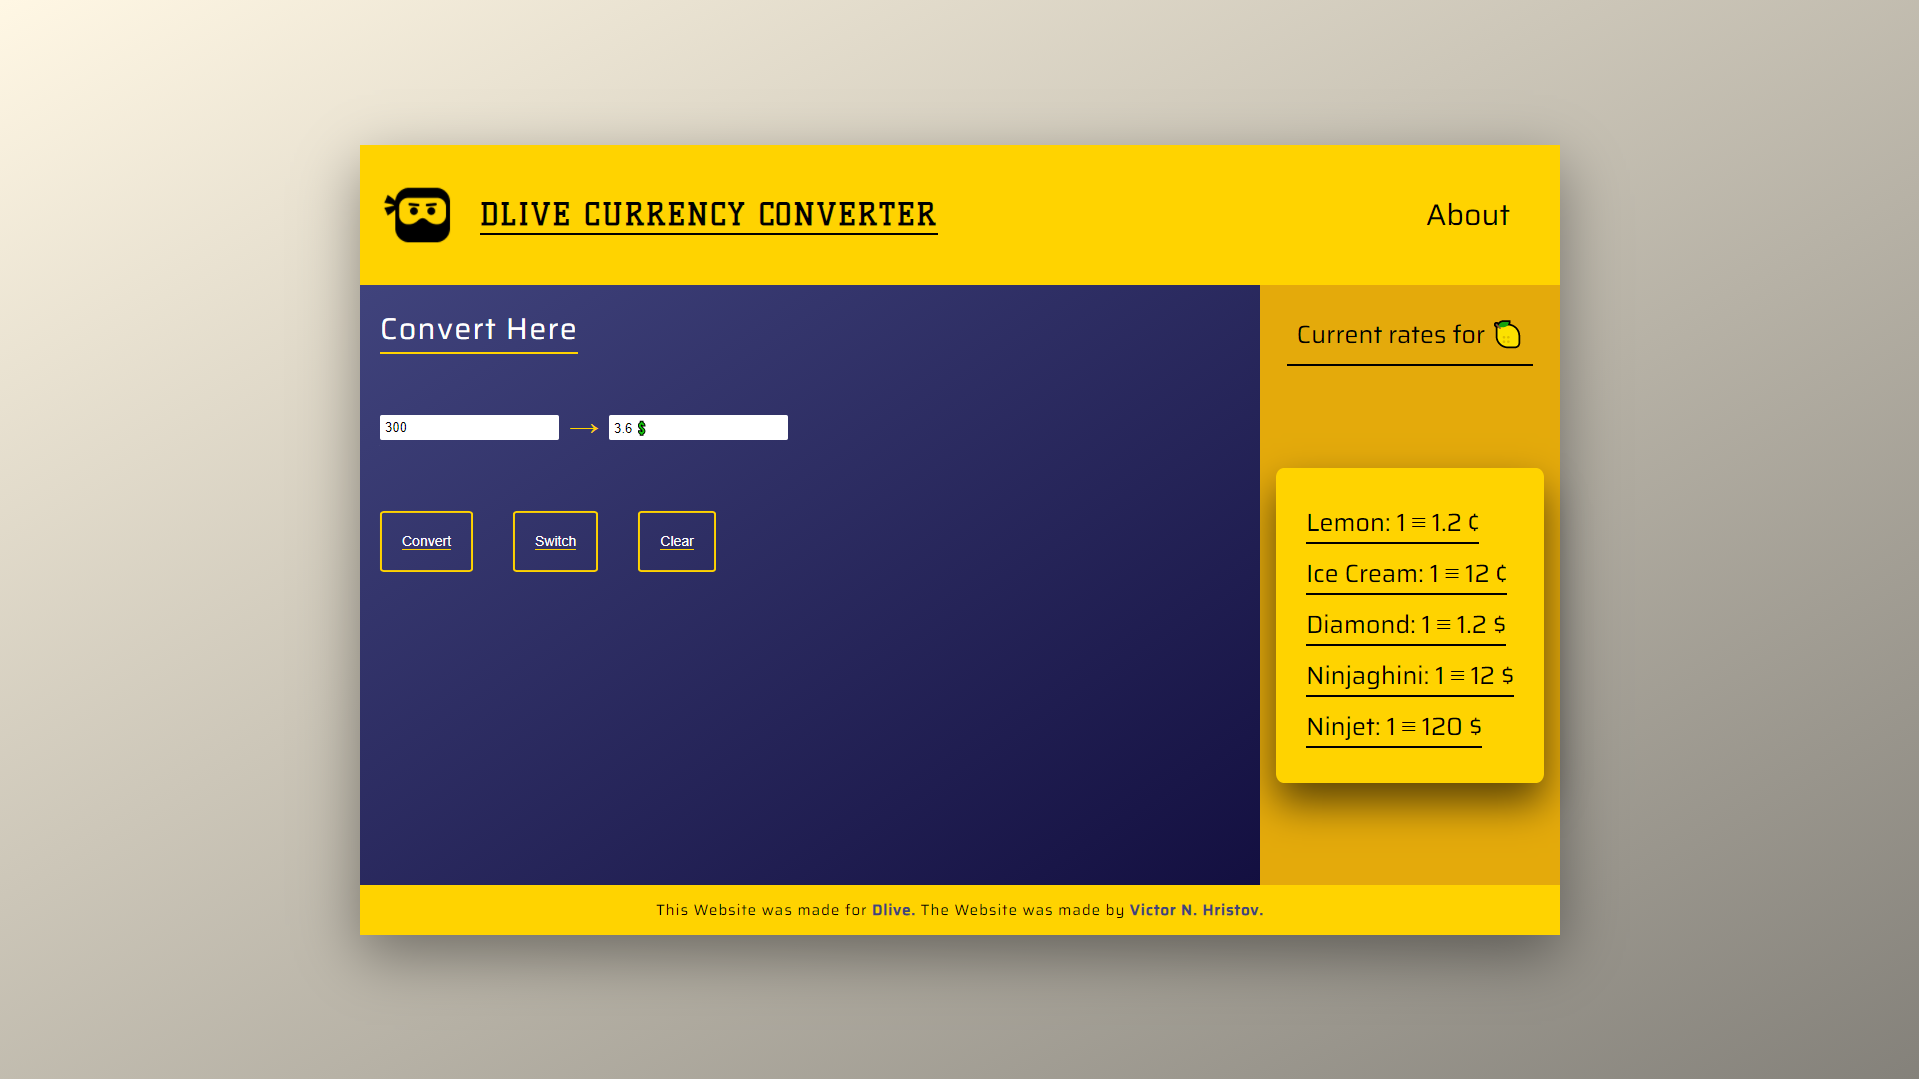 DLIVE CURRENCY CONVERTER
About
Convert Here
300 → 3.6 💲
Convert Switch Clear
Current rates for 🍋
Lemon: 1 ≡ 1.2 ₵
Ice Cream: 1 ≡ 12 ₵
Diamond: 1 ≡ 1.2 $
Ninjaghini: 1 ≡ 12 $
Ninjet: 1 ≡ 120 $
This Website was made for Dlive. The Website was made by Victor N. Hristov.